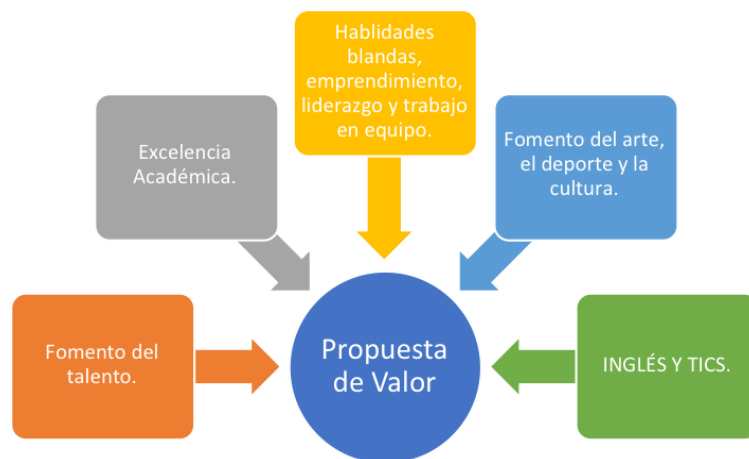 Hablidades
blandas,
emprendimiento,
liderazgo y trabajo
en equipo.
Excelencia
Académica.
Fomento del arte,
el deporte y la
cultura.
Fomento del
talento.
Propuesta
de Valor
INGLÉS Y TICS.